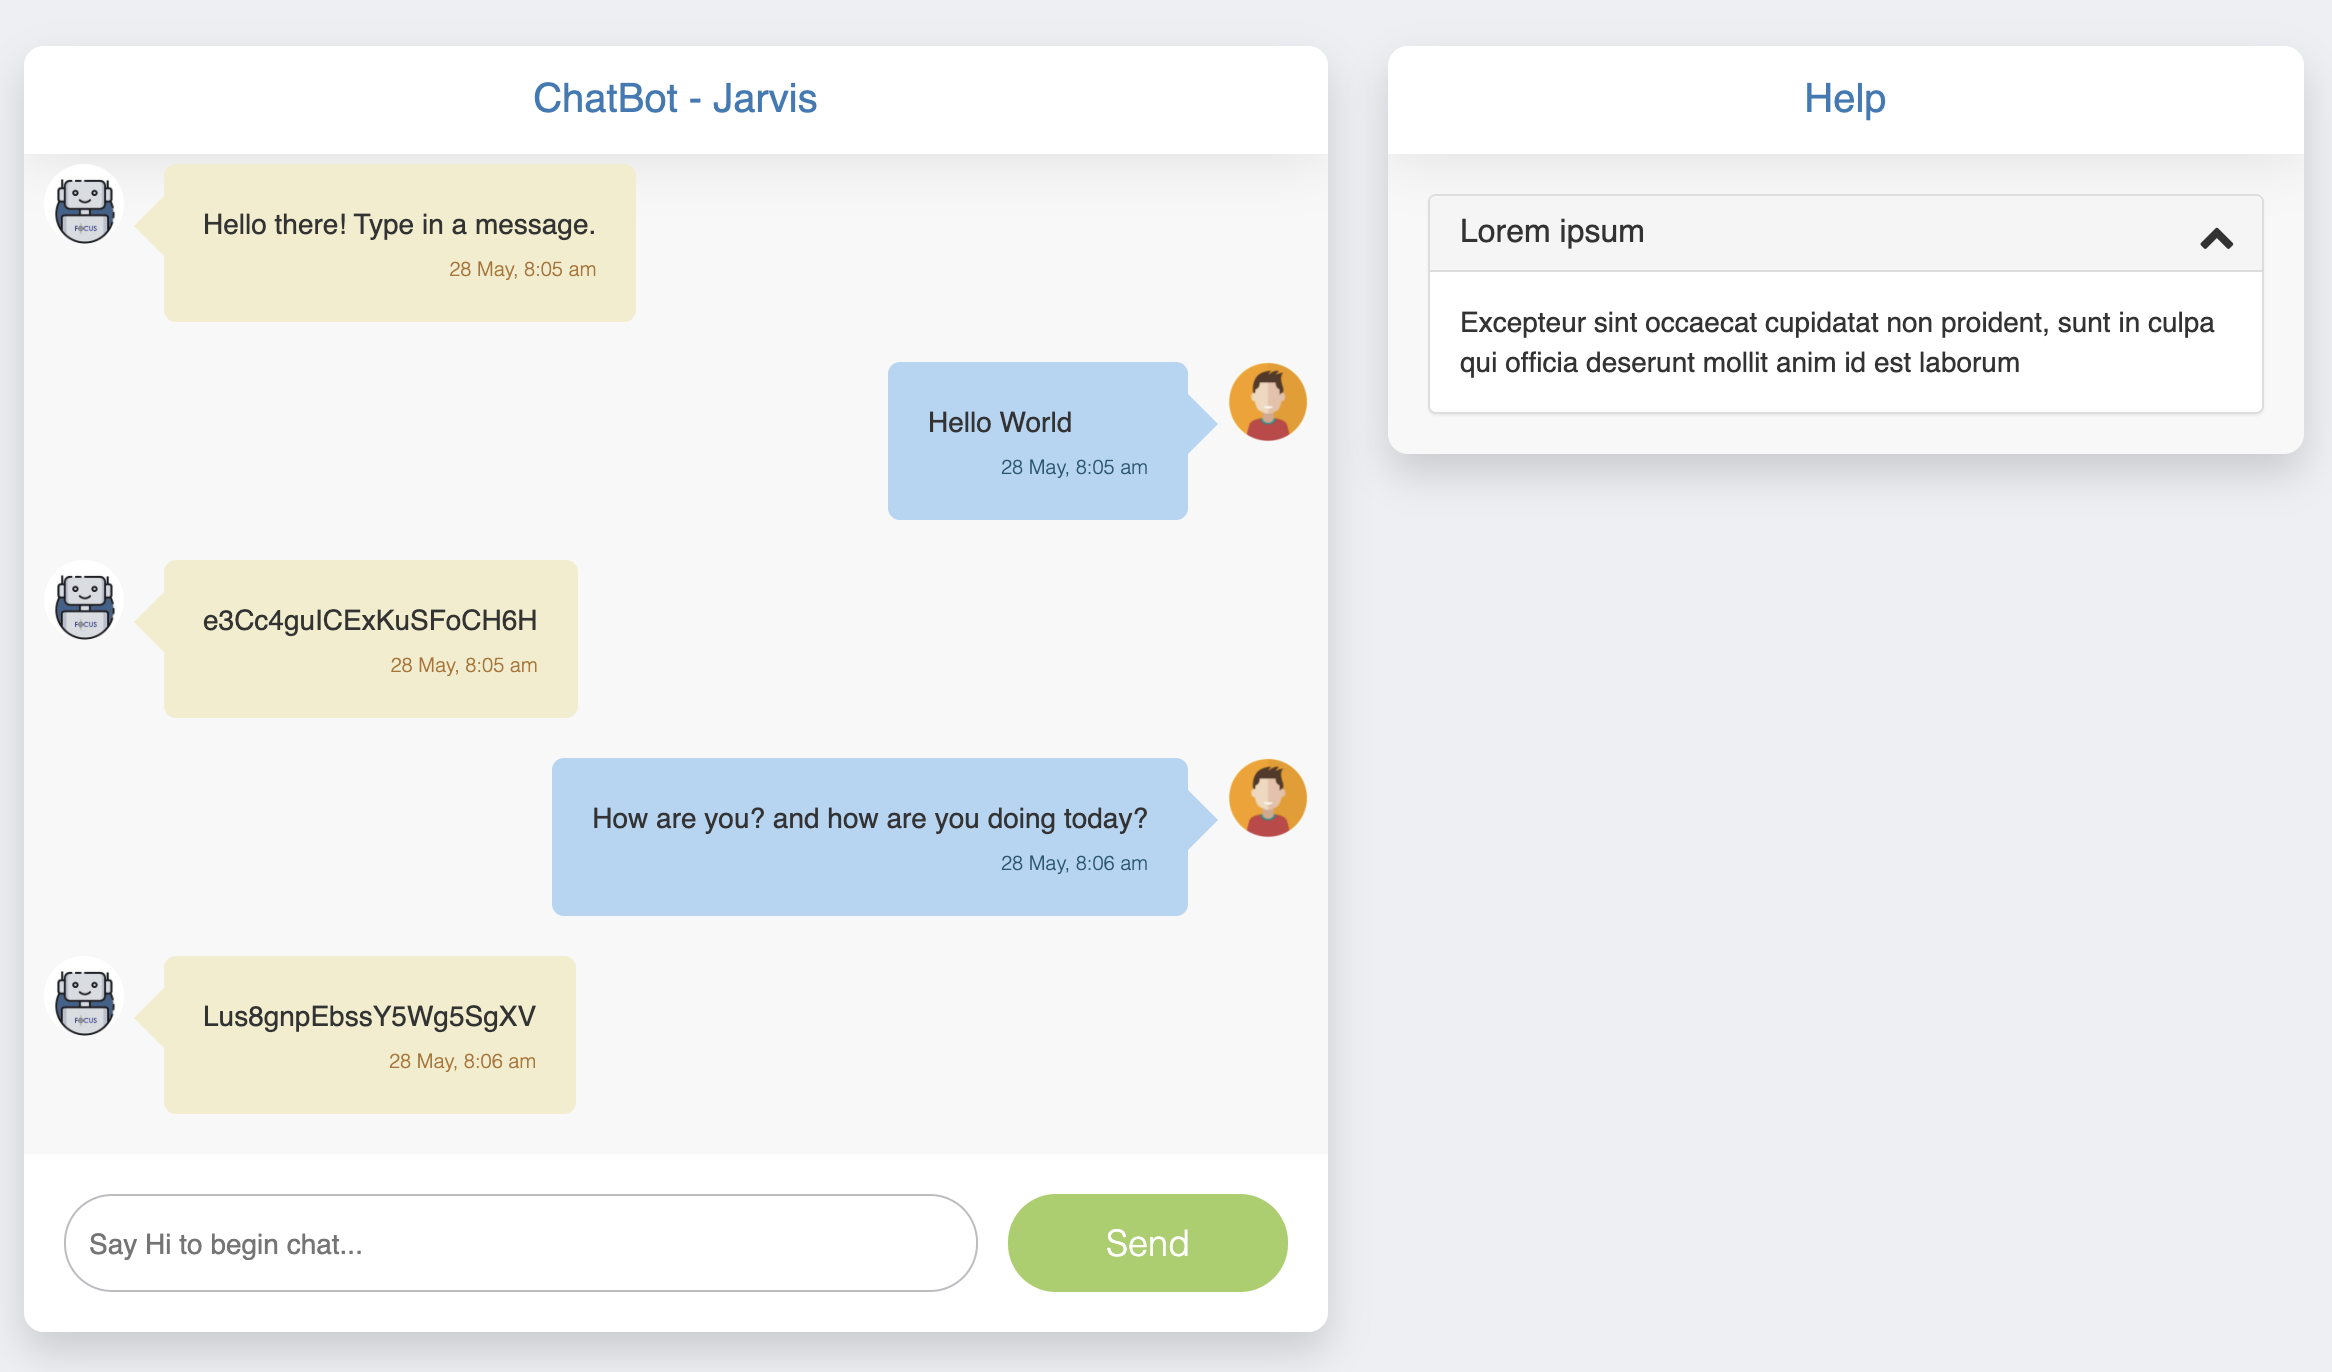 ChatBot - Jarvis
Hello there! Type in a message.
28 May, 8:05 am
Hello World
28 May, 8:05 am
FOCUS
e3Cc4guICExKuSFoCH6H
28 May, 8:05 am
FOCUS
How are you? and how are you doing today?
28 May, 8:06 am
Lus8gnpEbssY5Wg5SgXV
28 May, 8:06 am
FOCUS
Say Hi to begin chat...
Send
Help
Lorem ipsum
Excepteur sint occaecat cupidatat non proident, sunt in culpa
qui officia deserunt mollit anim id est laborum